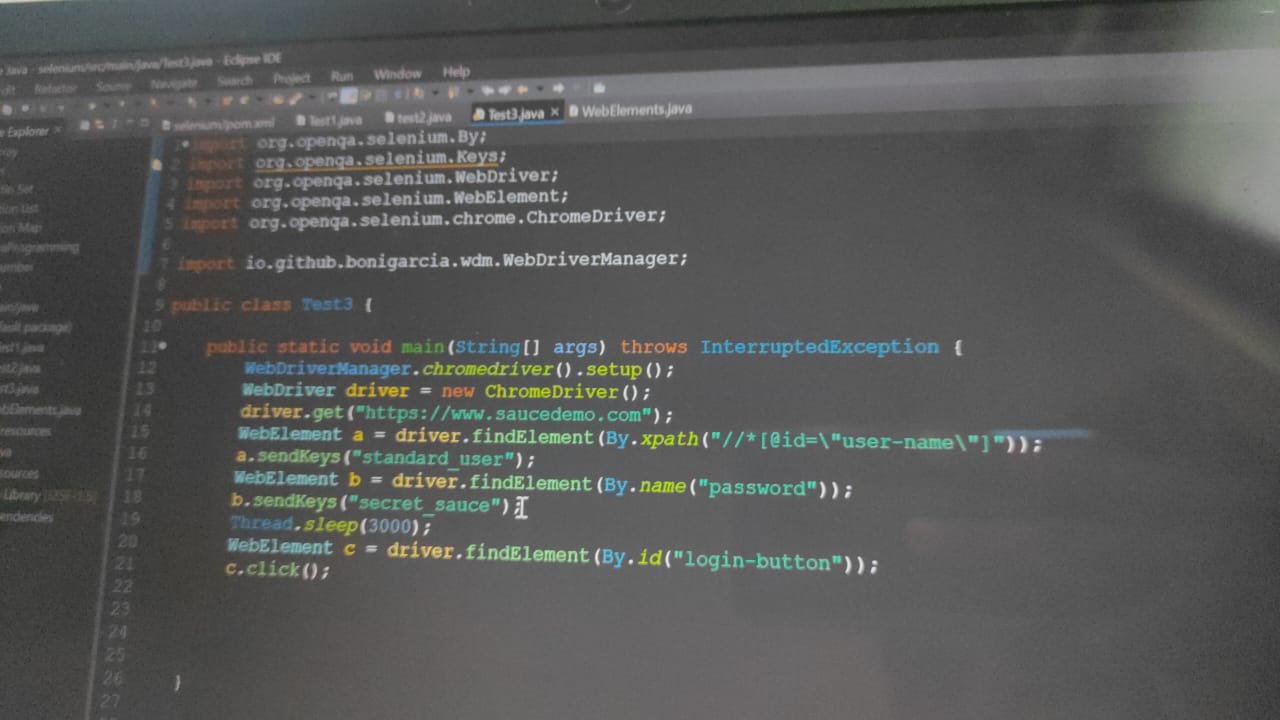 Java - selenium/src/main/java/Test3.java - Eclipse IDE
Refactor Source Navigate Search Project Run Window Help
Explorer
selenium/pom.xml Test1.java test2.java Test3.java WebElements.java
1 import org.openqa.selenium.By;
2 import org.openqa.selenium.Keys;
3 import org.openqa.selenium.WebDriver;
4 import org.openqa.selenium.WebElement;
5 import org.openqa.selenium.chrome.ChromeDriver;
6
7 import io.github.bonigarcia.wdm.WebDriverManager;
8
9 public class Test3 {
10
11 public static void main(String[] args) throws InterruptedException {
12 WebDriverManager.chromedriver().setup();
13 WebDriver driver = new ChromeDriver();
14 driver.get("https://www.saucedemo.com");
15 WebElement a = driver.findElement(By.xpath("//*[@id=\"user-name\"]"));
16 a.sendKeys("standard_user");
17 WebElement b = driver.findElement(By.name("password"));
18 b.sendKeys("secret_sauce");
19 Thread.sleep(3000);
20 WebElement c = driver.findElement(By.id("login-button"));
21 c.click();
22
23
24
25
26 }
27